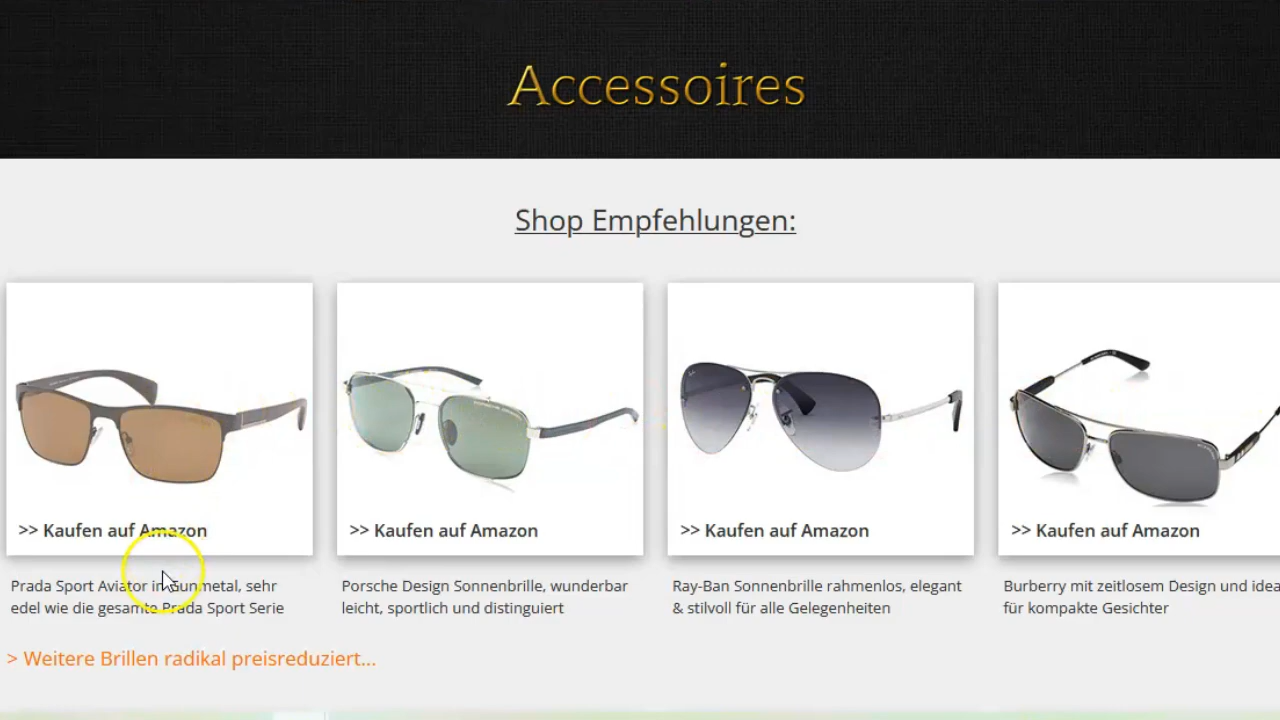 Accessoires
Shop Empfehlungen:
>> Kaufen auf Amazon
>> Kaufen auf Amazon
>> Kaufen auf Amazon
>> Kaufen auf Amazon
Prada Sport Aviator in Gunmetal, sehr
edel wie die gesamte Prada Sport Serie
Porsche Design Sonnenbrille, wunderbar
leicht, sportlich und distinguiert
Ray-Ban Sonnenbrille rahmenlos, elegant
& stilvoll für alle Gelegenheiten
Burberry mit zeitlosem Design und idea
für kompakte Gesichter
> Weitere Brillen radikal preisreduziert...